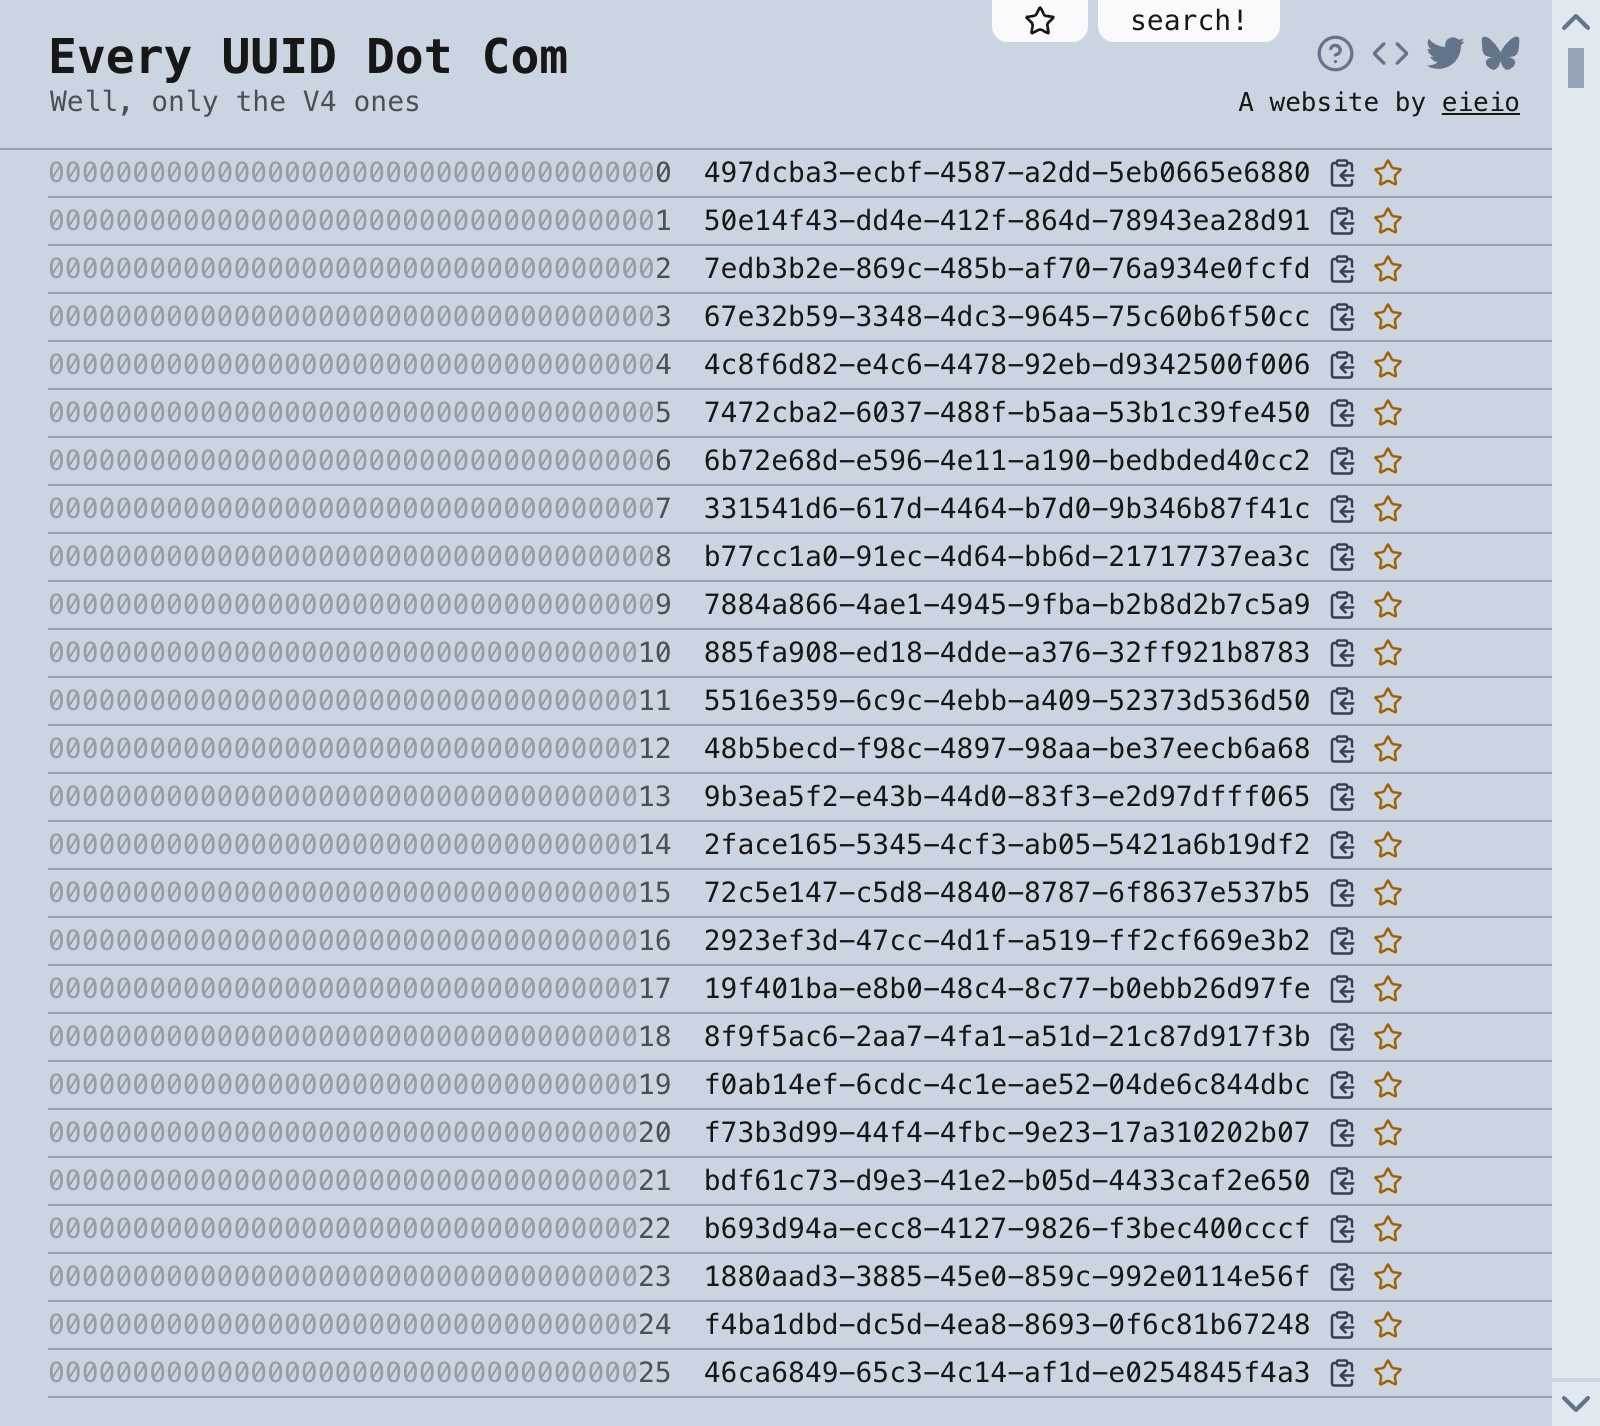 search!
Every UUID Dot Com
Well, only the V4 ones
A website by eieio
0000000000000000000000000000000000000 497dcba3-ecbf-4587-a2dd-5eb0665e6880
0000000000000000000000000000000000001 50e14f43-dd4e-412f-864d-78943ea28d91
0000000000000000000000000000000000002 7edb3b2e-869c-485b-af70-76a934e0fcfd
0000000000000000000000000000000000003 67e32b59-3348-4dc3-9645-75c60b6f50cc
0000000000000000000000000000000000004 4c8f6d82-e4c6-4478-92eb-d9342500f006
0000000000000000000000000000000000005 7472cba2-6037-488f-b5aa-53b1c39fe450
0000000000000000000000000000000000006 6b72e68d-e596-4e11-a190-bedbded40cc2
0000000000000000000000000000000000007 331541d6-617d-4464-b7d0-9b346b87f41c
0000000000000000000000000000000000008 b77cc1a0-91ec-4d64-bb6d-21717737ea3c
0000000000000000000000000000000000009 7884a866-4ae1-4945-9fba-b2b8d2b7c5a9
0000000000000000000000000000000000010 885fa908-ed18-4dde-a376-32ff921b8783
0000000000000000000000000000000000011 5516e359-6c9c-4ebb-a409-52373d536d50
0000000000000000000000000000000000012 48b5becd-f98c-4897-98aa-be37eecb6a68
0000000000000000000000000000000000013 9b3ea5f2-e43b-44d0-83f3-e2d97dfff065
0000000000000000000000000000000000014 2face165-5345-4cf3-ab05-5421a6b19df2
0000000000000000000000000000000000015 72c5e147-c5d8-4840-8787-6f8637e537b5
0000000000000000000000000000000000016 2923ef3d-47cc-4d1f-a519-ff2cf669e3b2
0000000000000000000000000000000000017 19f401ba-e8b0-48c4-8c77-b0ebb26d97fe
0000000000000000000000000000000000018 8f9f5ac6-2aa7-4fa1-a51d-21c87d917f3b
0000000000000000000000000000000000019 f0ab14ef-6cdc-4c1e-ae52-04de6c844dbc
0000000000000000000000000000000000020 f73b3d99-44f4-4fbc-9e23-17a310202b07
0000000000000000000000000000000000021 bdf61c73-d9e3-41e2-b05d-4433caf2e650
0000000000000000000000000000000000022 b693d94a-ecc8-4127-9826-f3bec400cccf
0000000000000000000000000000000000023 1880aad3-3885-45e0-859c-992e0114e56f
0000000000000000000000000000000000024 f4ba1dbd-dc5d-4ea8-8693-0f6c81b67248
0000000000000000000000000000000000025 46ca6849-65c3-4c14-af1d-e0254845f4a3